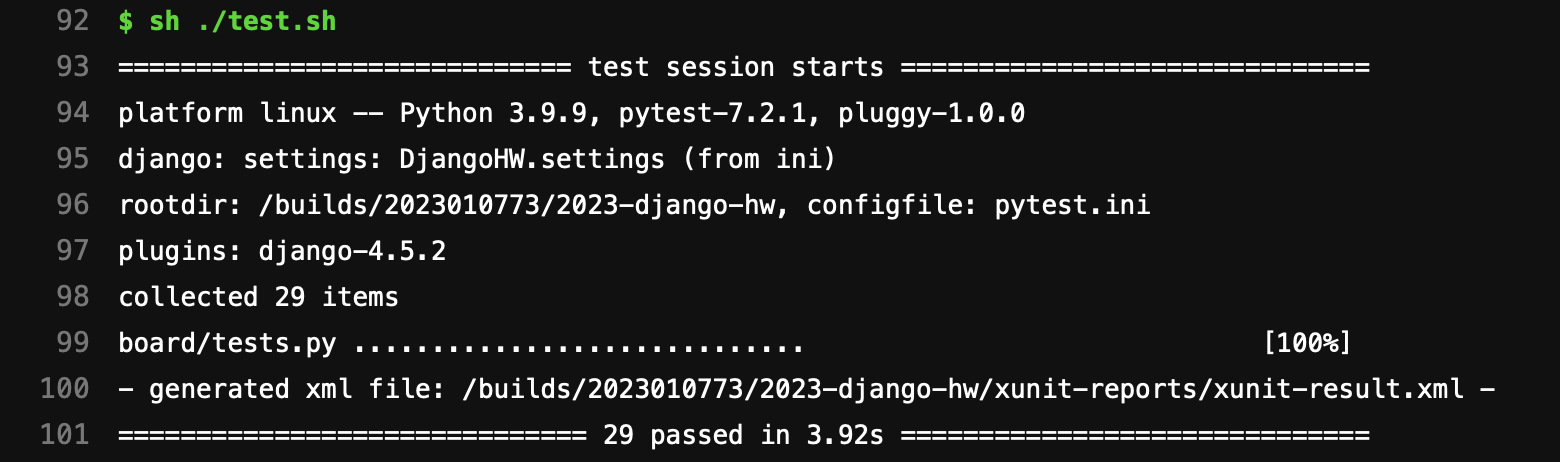 92 $ sh ./test.sh
93 ============================= test session starts ==============================
94 platform linux -- Python 3.9.9, pytest-7.2.1, pluggy-1.0.0
95 django: settings: DjangoHW.settings (from ini)
96 rootdir: /builds/2023010773/2023-django-hw, configfile: pytest.ini
97 plugins: django-4.5.2
98 collected 29 items
99 board/tests.py ............................. [100%]
100 - generated xml file: /builds/2023010773/2023-django-hw/xunit-reports/xunit-result.xml -
101 ============================== 29 passed in 3.92s ==============================